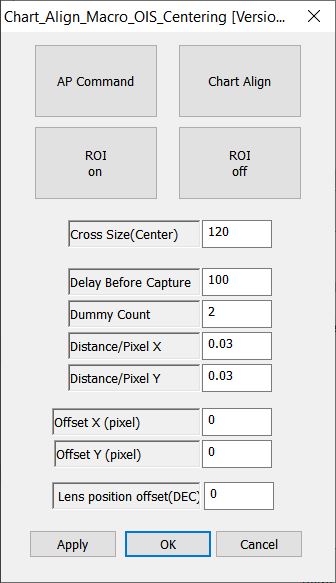 Chart_Align_Macro_OIS_Centering [Versio...
AP Command
Chart Align
ROI
on
ROI
off
Cross Size(Center)
120
Delay Before Capture
100
Dummy Count
2
Distance/Pixel X
0.03
Distance/Pixel Y
0.03
Offset X (pixel)
0
Offset Y (pixel)
0
Lens position offset(DEC)
0
Apply
OK
Cancel